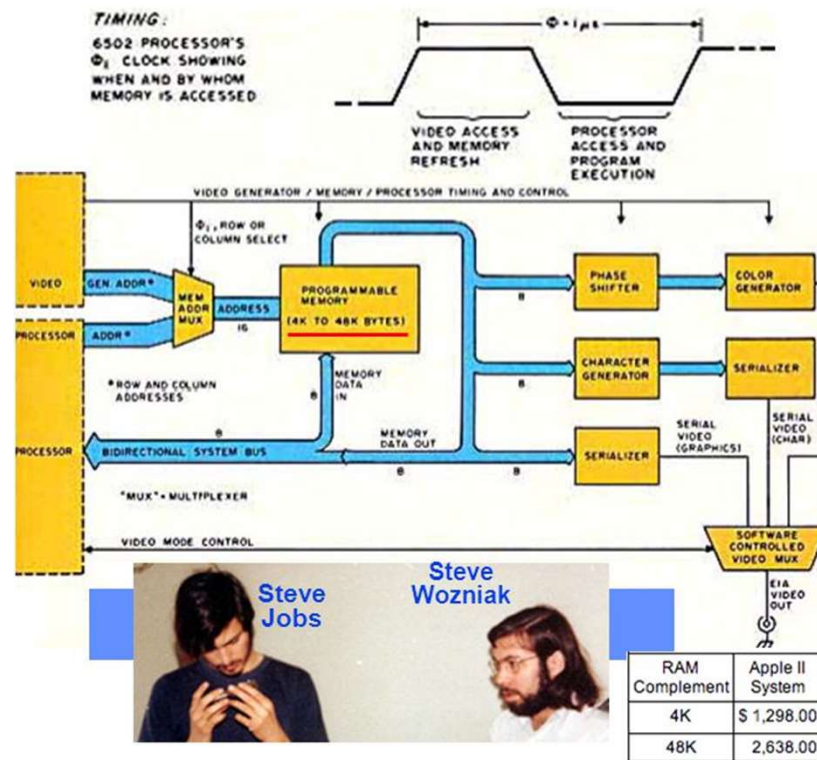 TIMING:
6502 PROCESSOR'S
Φ₁ CLOCK SHOWING
WHEN AND BY WHOM
MEMORY IS ACCESSED
Φ = 1 μs
VIDEO ACCESS
AND MEMORY
REFRESH
PROCESSOR
ACCESS AND
PROGRAM
EXECUTION
VIDEO GENERATOR / MEMORY / PROCESSOR TIMING AND CONTROL
Φ₁, ROW OR
COLUMN SELECT
VIDEO
GEN. ADDR*
PROCESSOR
ADDR*
MEM
ADDR
MUX
ADDRESS
16
PROGRAMMABLE
MEMORY
(4K TO 48K BYTES)
8
PHASE
SHIFTER
COLOR
GENERATOR
*ROW AND COLUMN
ADDRESSES
8
MEMORY
DATA
IN
8
CHARACTER
GENERATOR
SERIALIZER
PROCESSOR
8
BIDIRECTIONAL SYSTEM BUS
MEMORY
DATA OUT
8
8
SERIALIZER
SERIAL
VIDEO
(GRAPHICS)
SERIAL
VIDEO
(CHAR)
"MUX" = MULTIPLEXER
VIDEO MODE CONTROL
SOFTWARE
CONTROLLED
VIDEO MUX
EIA
VIDEO
OUT
Steve
Jobs
Steve
Wozniak
RAM
Complement
Apple II
System
4K $ 1,298.00
48K 2,638.00